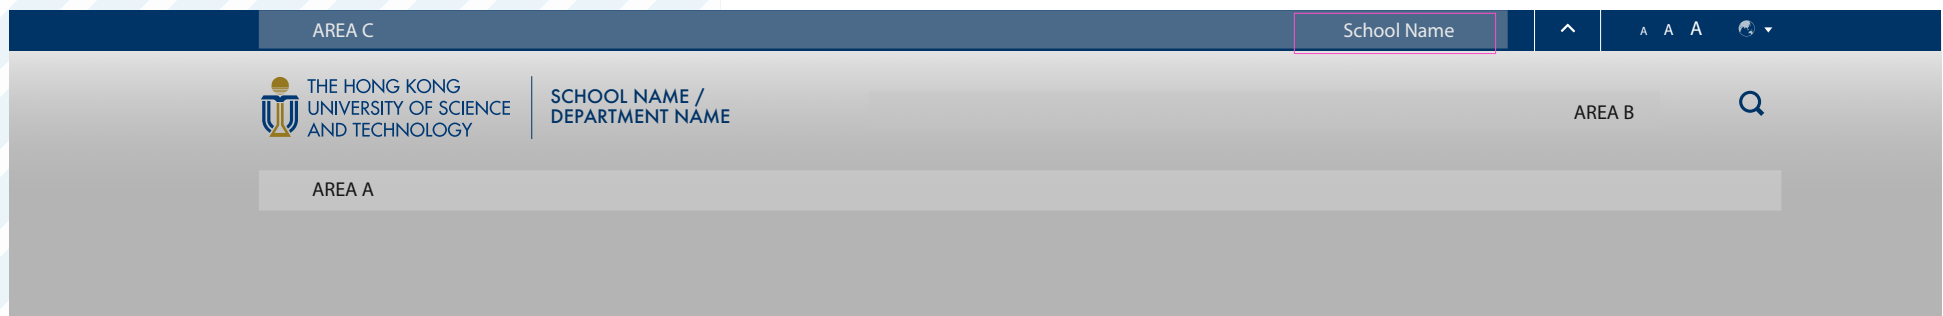 AREA C
School Name
A A A
THE HONG KONG
UNIVERSITY OF SCIENCE
AND TECHNOLOGY
SCHOOL NAME /
DEPARTMENT NAME
AREA B
AREA A